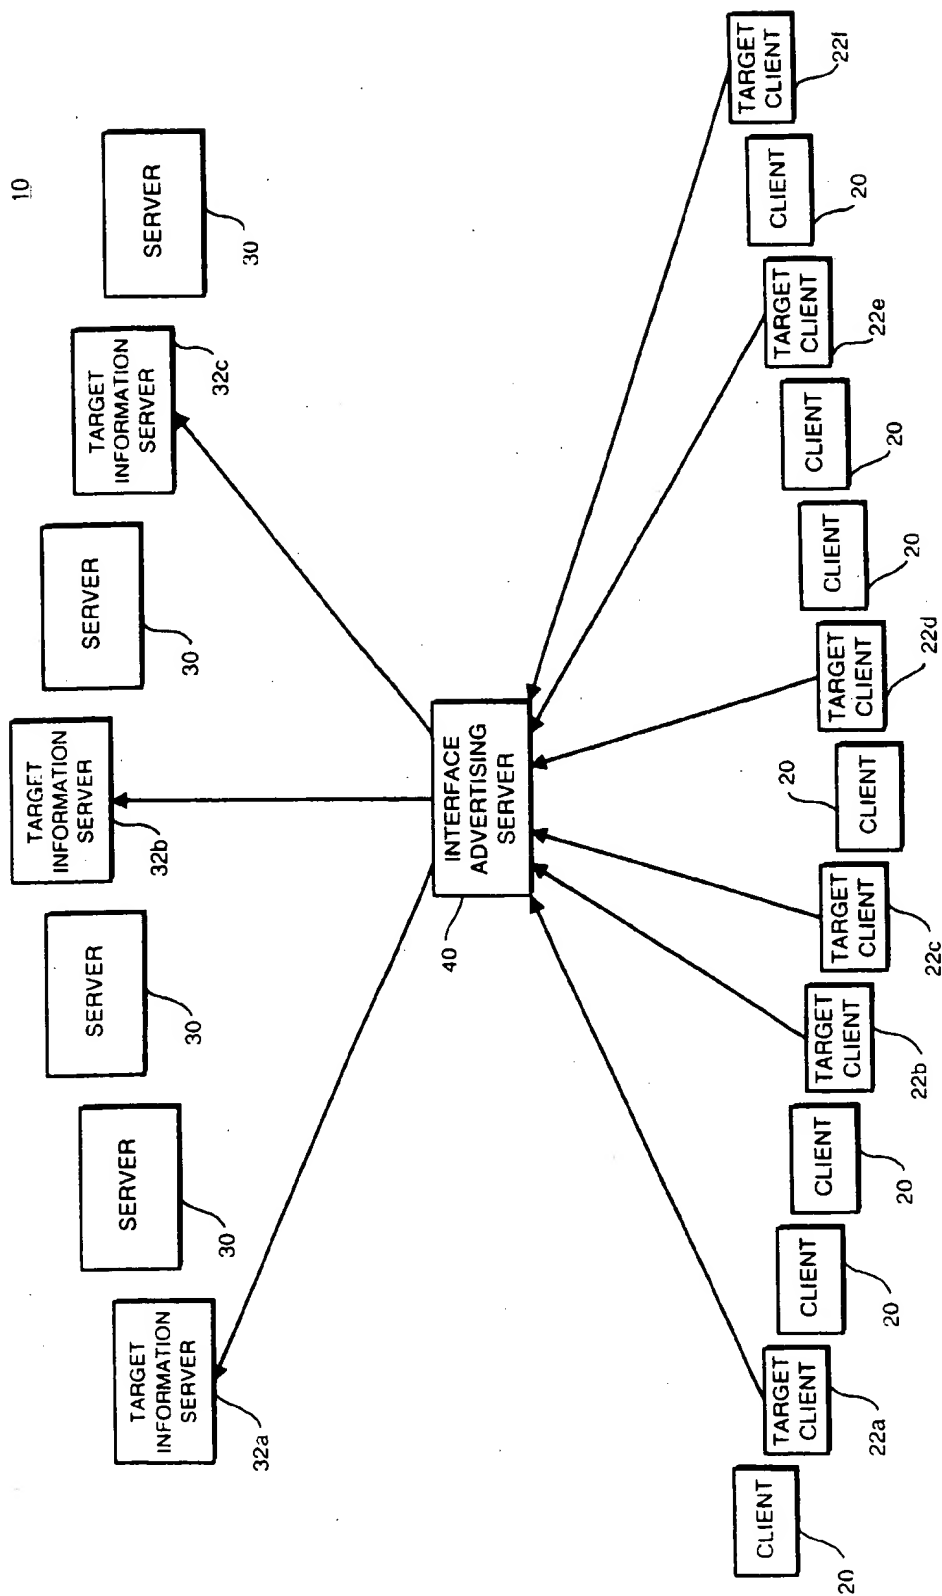 10
TARGET
INFORMATION
SERVER
32a
SERVER
30
SERVER
30
TARGET
INFORMATION
SERVER
32b
SERVER
30
TARGET
INFORMATION
SERVER
32c
SERVER
30
INTERFACE
ADVERTISING
SERVER
40
CLIENT
20
TARGET
CLIENT
22a
CLIENT
20
CLIENT
20
TARGET
CLIENT
22b
TARGET
CLIENT
22c
CLIENT
20
TARGET
CLIENT
22d
CLIENT
20
CLIENT
20
TARGET
CLIENT
22e
CLIENT
20
TARGET
CLIENT
22f